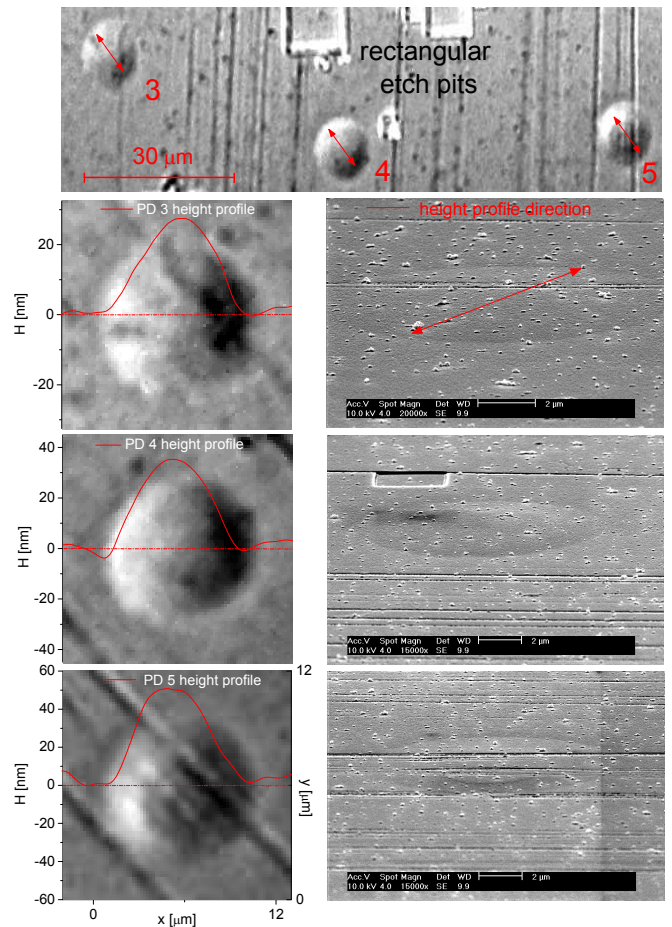 rectangular
etch pits
3
4
5
30 μm
PD 3 height profile
20
0
-20
H [nm]
height profile direction
Acc.V Spot Magn Det WD
10.0 kV 4.0 20000x SE 9.9
2 μm
PD 4 height profile
40
20
0
-20
-40
H [nm]
Acc.V Spot Magn Det WD
10.0 kV 4.0 15000x SE 9.9
2 μm
PD 5 height profile
60
40
20
0
-20
-40
-60
H [nm]
12
0
y [μm]
0
12
x [μm]
Acc.V Spot Magn Det WD
10.0 kV 4.0 15000x SE 9.9
2 μm